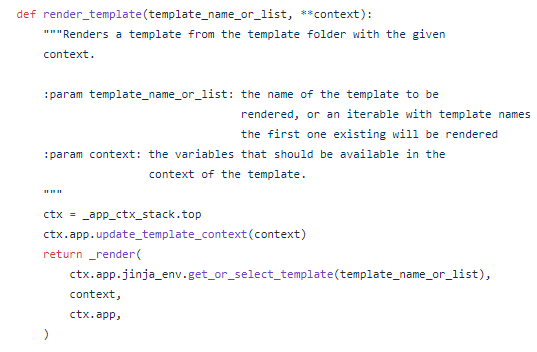 def render_template(template_name_or_list, **context):
    """Renders a template from the template folder with the given
    context.

    :param template_name_or_list: the name of the template to be
                                  rendered, or an iterable with template names
                                  the first one existing will be rendered
    :param context: the variables that should be available in the
                    context of the template.
    """
    ctx = _app_ctx_stack.top
    ctx.app.update_template_context(context)
    return _render(
        ctx.app.jinja_env.get_or_select_template(template_name_or_list),
        context,
        ctx.app,
    )